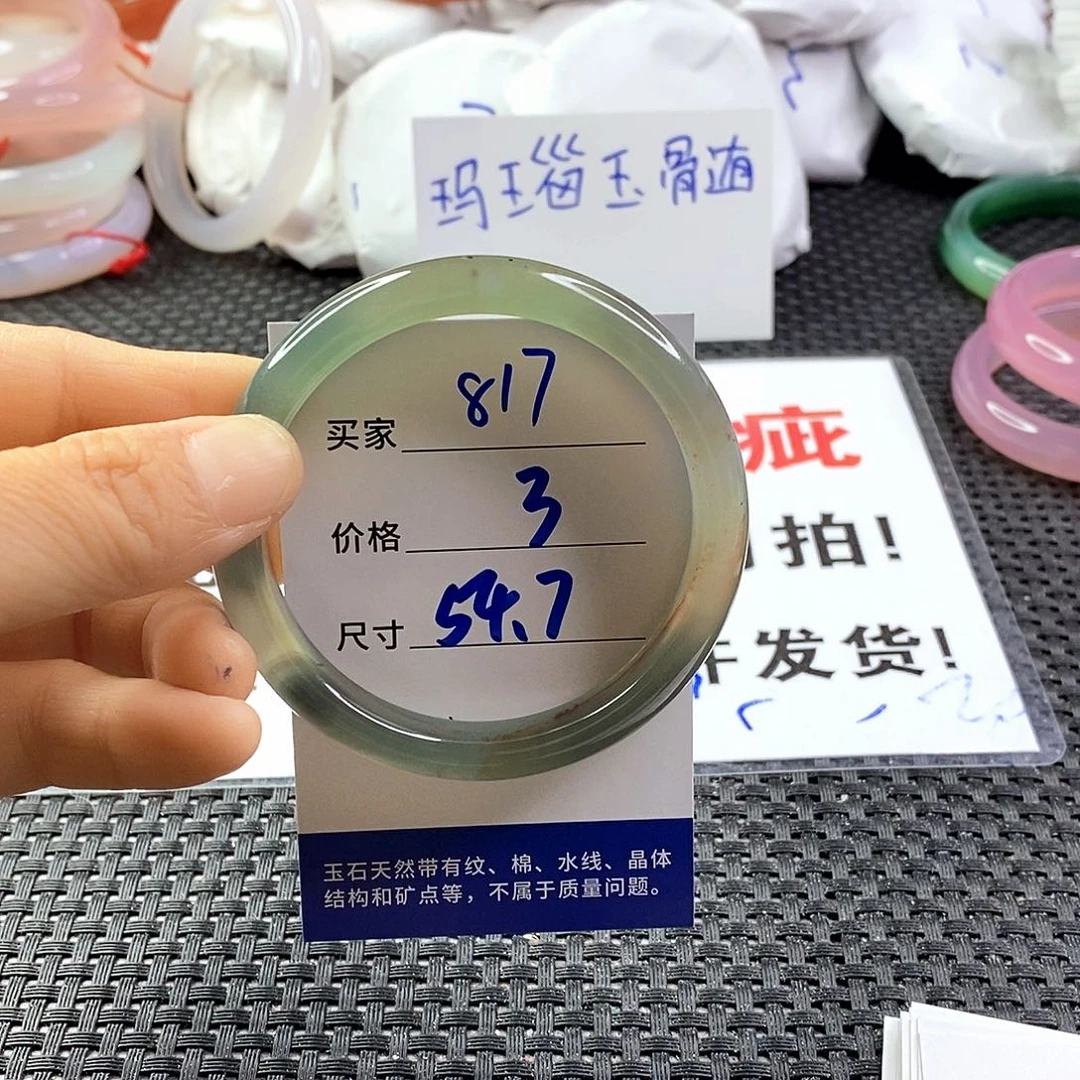 玛瑙玉骨髄
买家 817
价格 3
尺寸 54.7
疵
拍!
发货!
玉石天然带有纹、棉、水线、晶体
结构和矿点等,不属于质量问题。